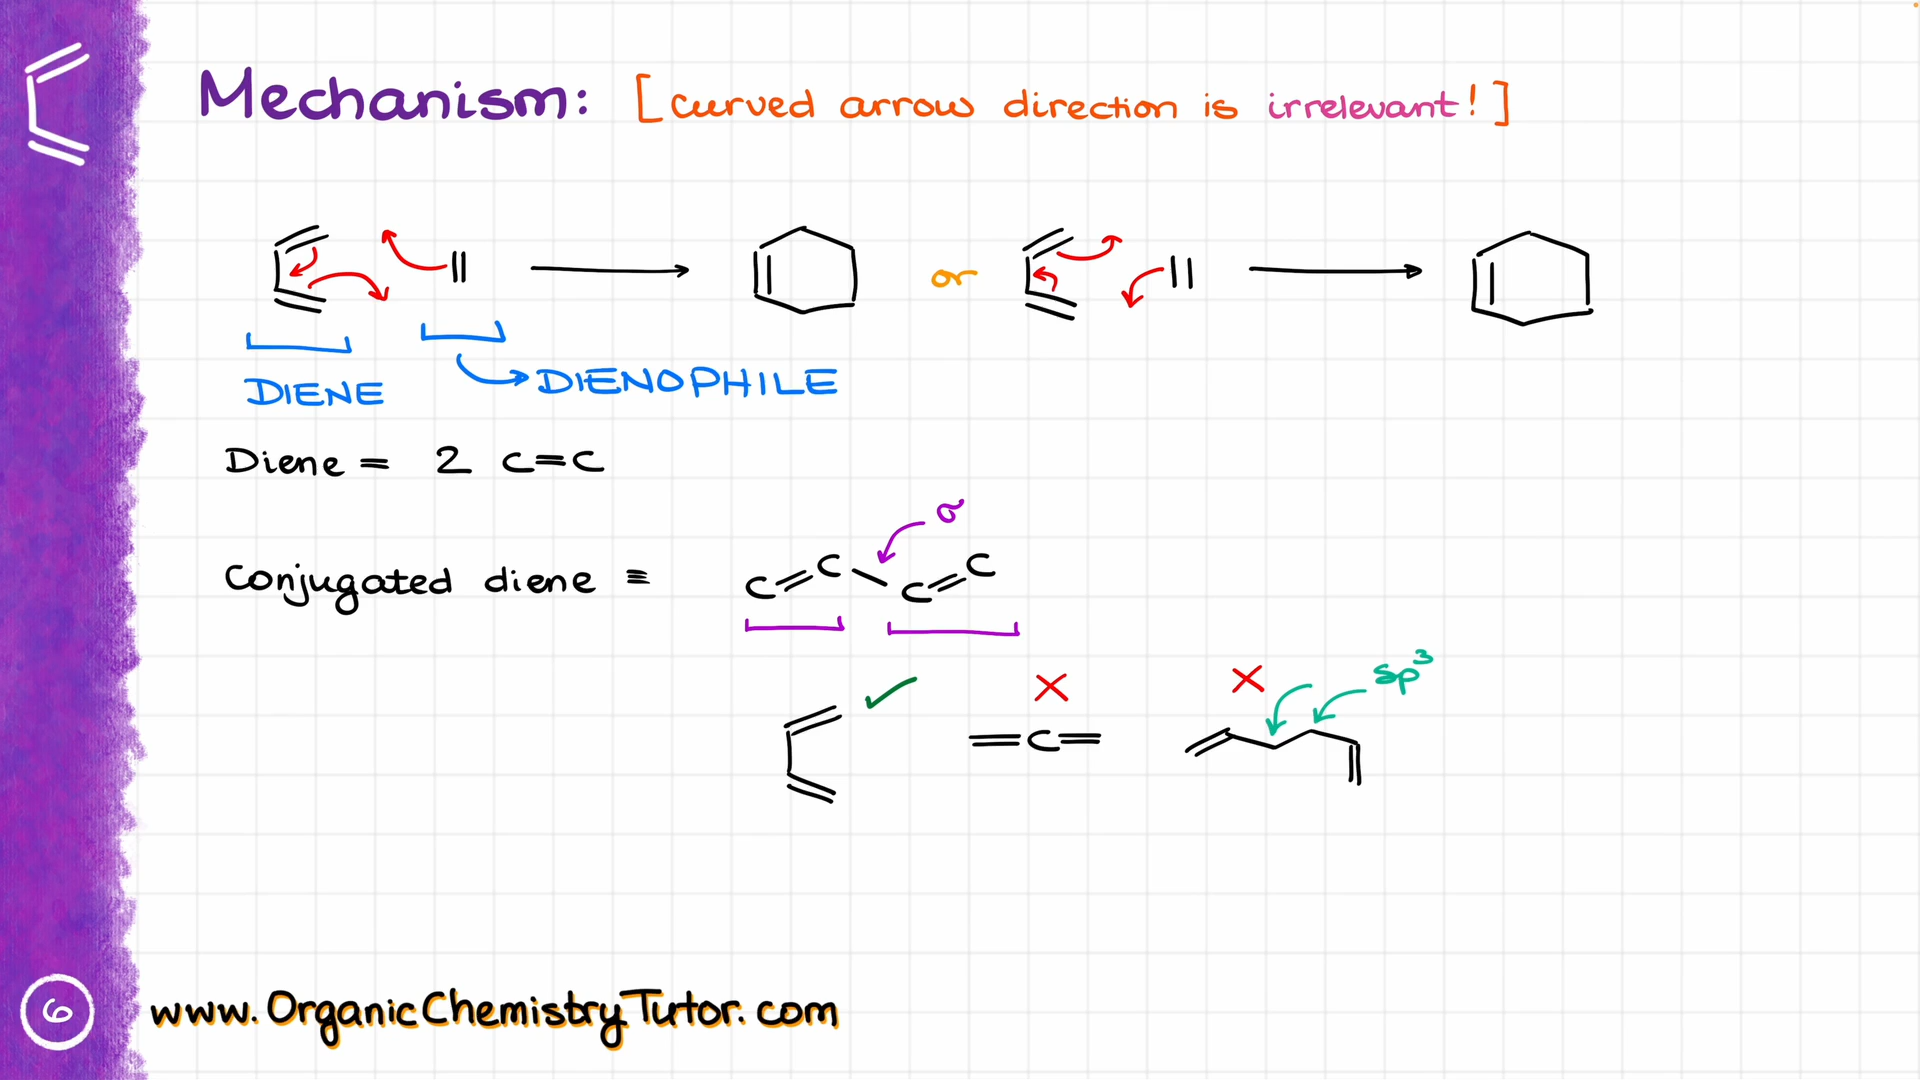 Mechanism: [curved arrow direction is irrelevant!]
or
DIENE
DIENOPHILE
Diene = 2 C=C
σ
Conjugated diene ≡ C=C-C=C
sp³
=C=
6
www.OrganicChemistryTutor.com